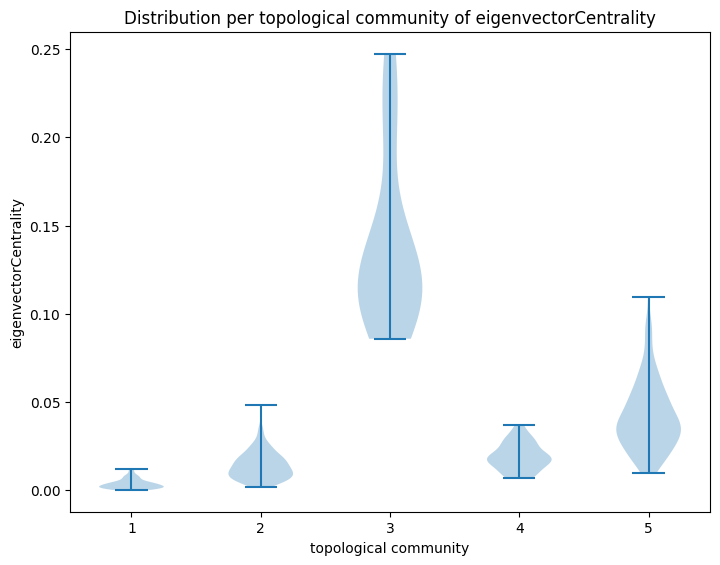 Distribution per topological community of eigenvectorCentrality
0.25
0.20
0.15
0.10
0.05
0.00
eigenvectorCentrality
1 2 3 4 5
topological community